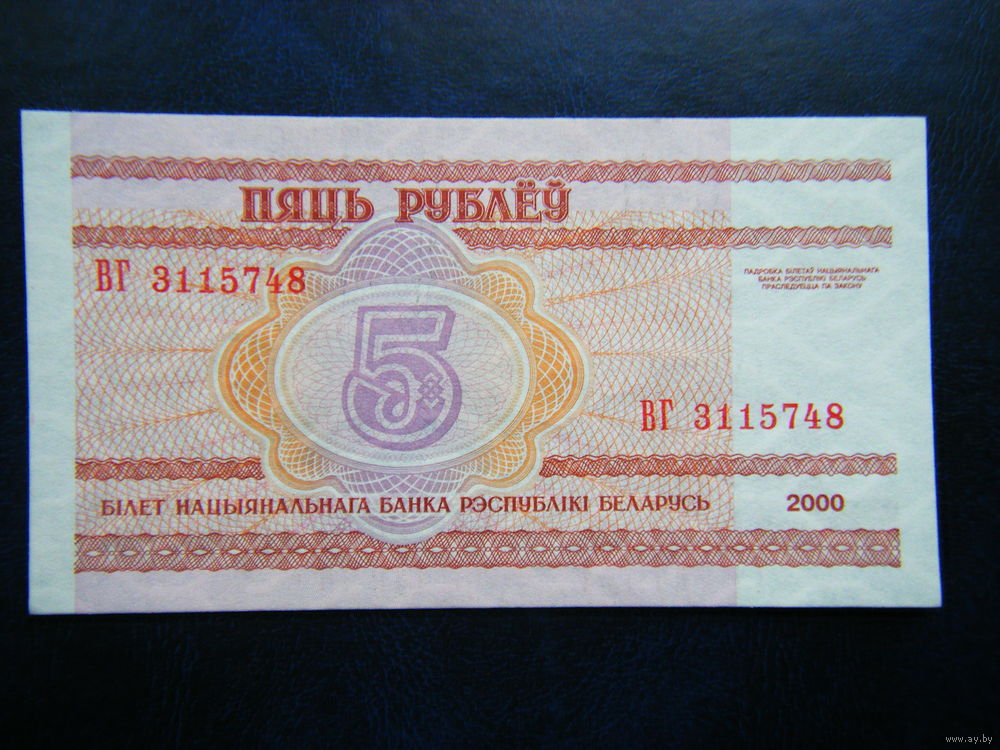 ПЯЦЬ РУБЛЁЎ
ВГ 3115748
ПАДРОБКА БІЛЕТАЎ НАЦЫЯНАЛЬНАГА
БАНКА РЭСПУБЛІКІ БЕЛАРУСЬ
ПРАСЛЕДУЕЦЦА ПА ЗАКОНУ
5
ВГ 3115748
БІЛЕТ НАЦЫЯНАЛЬНАГА БАНКА РЭСПУБЛІКІ БЕЛАРУСЬ 2000
www.ay.by